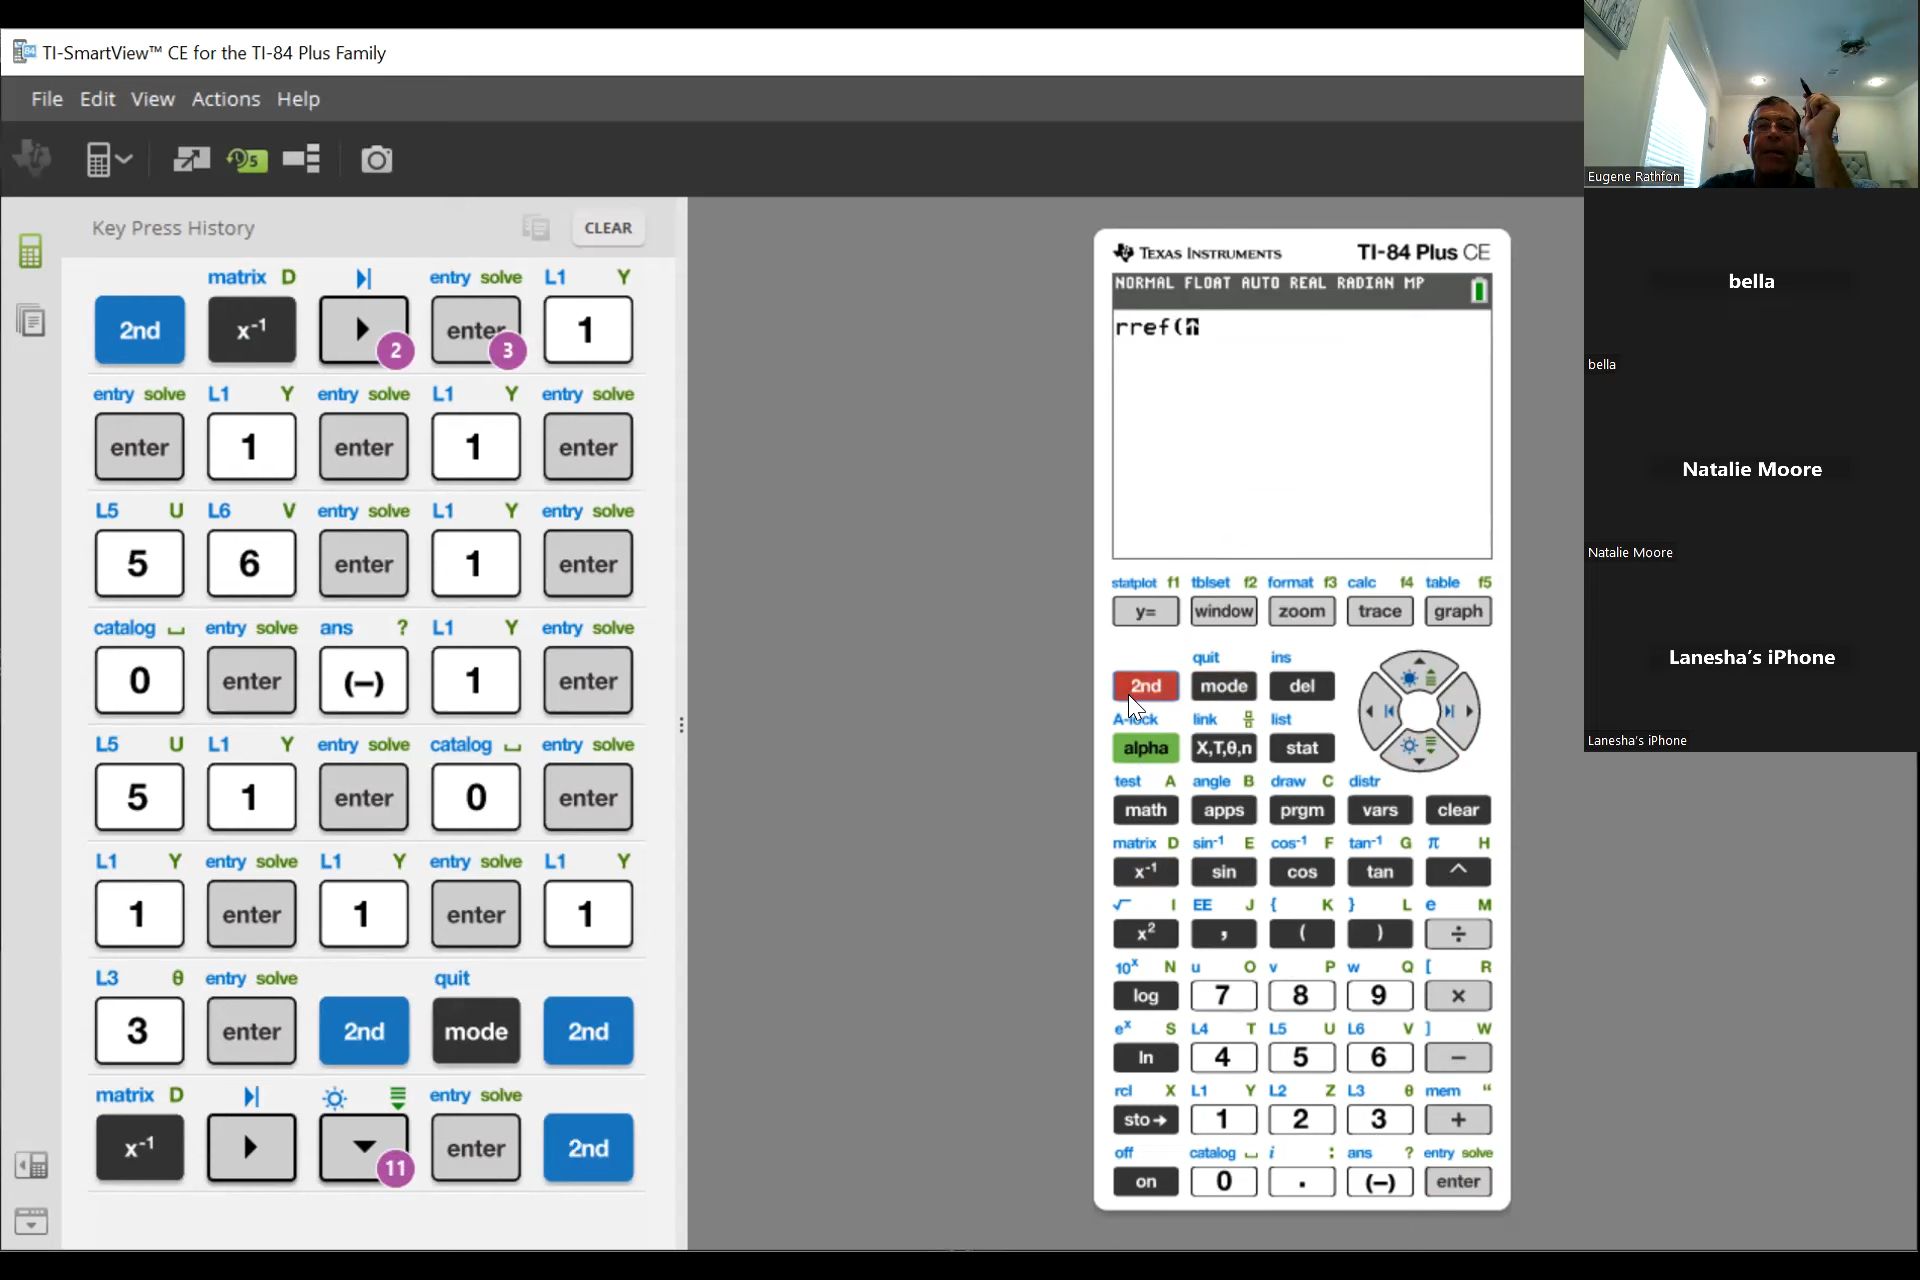 TI-SmartView™ CE for the TI-84 Plus Family
File Edit View Actions Help
5
Key Press History
CLEAR
matrix D entry solve L1 Y
2nd x⁻¹ 2 enter 3 1
entry solve L1 Y entry solve L1 Y entry solve
enter 1 enter 1 enter
L5 U L6 V entry solve L1 Y entry solve
5 6 enter 1 enter
catalog entry solve ans ? L1 Y entry solve
0 enter (−) 1 enter
L5 U L1 Y entry solve catalog entry solve
5 1 enter 0 enter
L1 Y entry solve L1 Y entry solve L1 Y
1 enter 1 enter 1
L3 θ entry solve quit
3 enter 2nd mode 2nd
matrix D entry solve
x⁻¹ 11 enter 2nd
TEXAS INSTRUMENTS TI-84 Plus CE
NORMAL FLOAT AUTO REAL RADIAN MP
rref(↑
statplot f1 tblset f2 format f3 calc f4 table f5
y= window zoom trace graph
quit ins
2nd mode del
A-lock link list
alpha X,T,θ,n stat
test A angle B draw C distr
math apps prgm vars clear
matrix D sin⁻¹ E cos⁻¹ F tan⁻¹ G π H
x⁻¹ sin cos tan ^
√ I EE J { K } L e M
x² , ( ) ÷
10ˣ N u O v P w Q [ R
log 7 8 9 ×
eˣ S L4 T L5 U L6 V ] W
ln 4 5 6 −
rcl X L1 Y L2 Z L3 θ mem "
sto→ 1 2 3 +
off catalog i : ans ? entry solve
on 0 . (−) enter
Eugene Rathfon
bella
bella
Natalie Moore
Natalie Moore
Lanesha's iPhone
Lanesha's iPhone